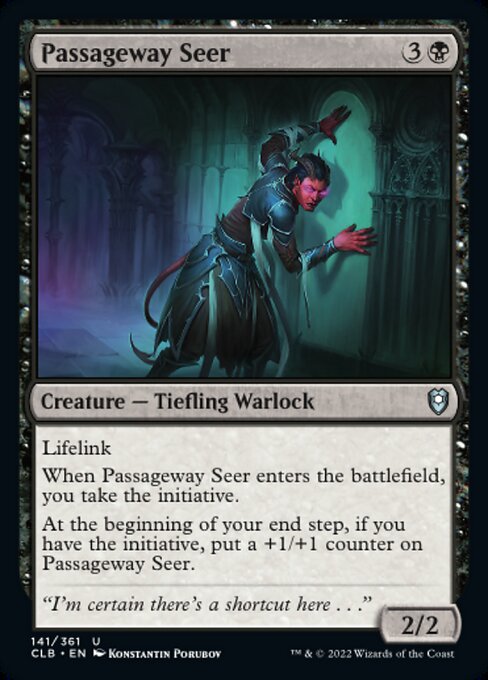 Passageway Seer 3
Creature — Tiefling Warlock
Lifelink
When Passageway Seer enters the battlefield,
you take the initiative.
At the beginning of your end step, if you
have the initiative, put a +1/+1 counter on
Passageway Seer.
“I’m certain there’s a shortcut here . . .”
2/2
141/361 U
CLB • EN Konstantin Porubov
™ & © 2022 Wizards of the Coast